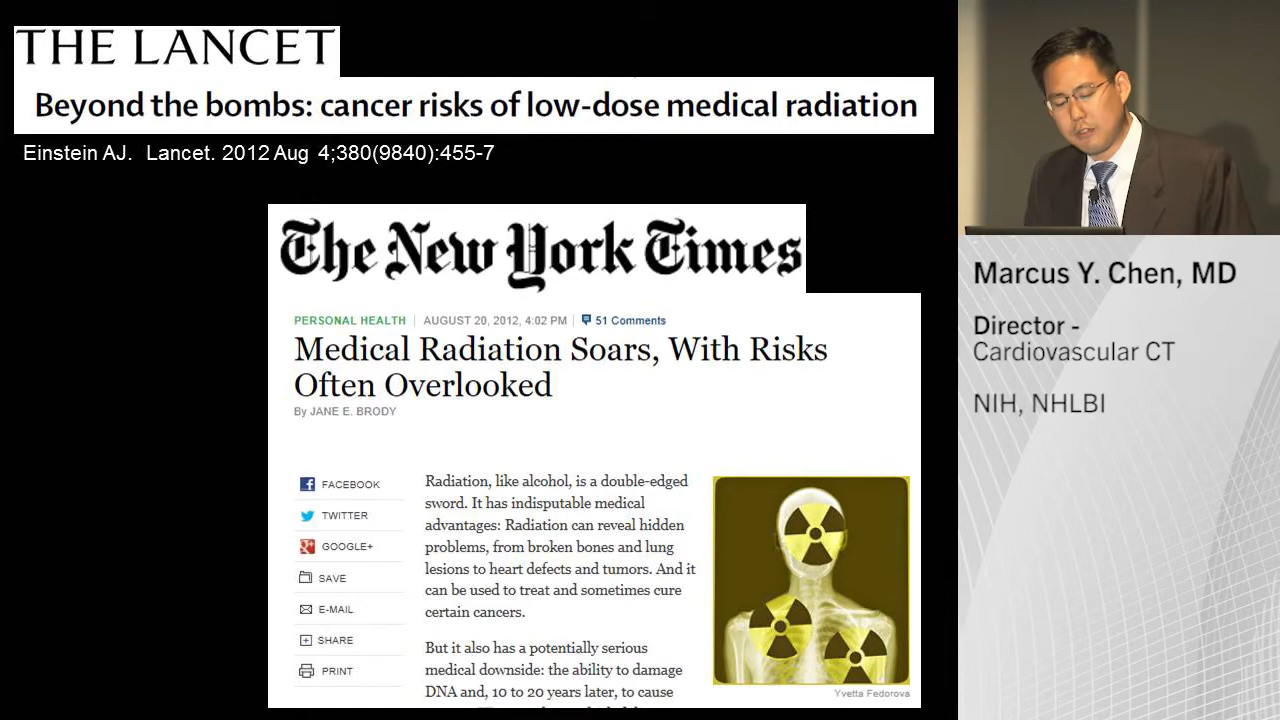 THE LANCET
Beyond the bombs: cancer risks of low-dose medical radiation
Einstein AJ. Lancet. 2012 Aug 4;380(9840):455-7
The New York Times
PERSONAL HEALTH AUGUST 20, 2012, 4:02 PM 51 Comments
Medical Radiation Soars, With Risks
Often Overlooked
By JANE E. BRODY
FACEBOOK
TWITTER
GOOGLE+
SAVE
E-MAIL
SHARE
PRINT
Radiation, like alcohol, is a double-edged
sword. It has indisputable medical
advantages: Radiation can reveal hidden
problems, from broken bones and lung
lesions to heart defects and tumors. And it
can be used to treat and sometimes cure
certain cancers.
But it also has a potentially serious
medical downside: the ability to damage
DNA and, 10 to 20 years later, to cause
Yvetta Fedorova
Marcus Y. Chen, MD
Director -
Cardiovascular CT
NIH, NHLBI